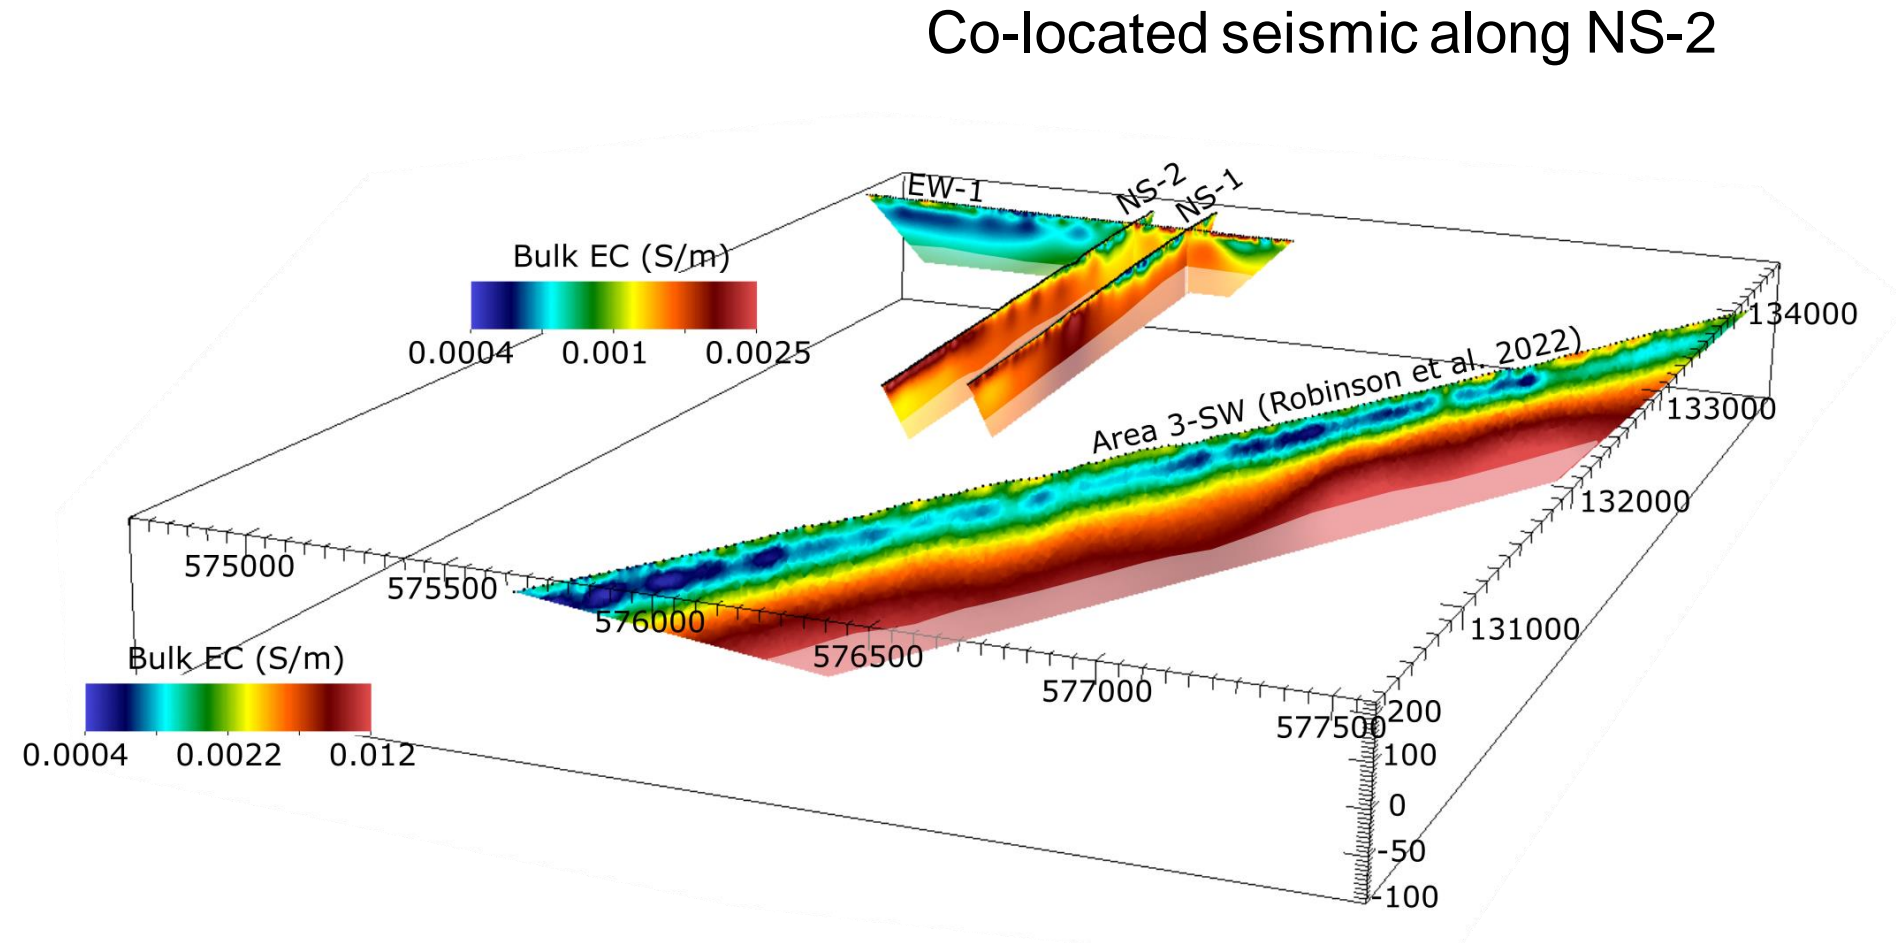 Co-located seismic along NS-2
EW-1
NS-2
NS-1
Bulk EC (S/m)
0.0004 0.001 0.0025
134000
Area 3-SW (Robinson et al. 2022)
133000
132000
575000
575500
576000
131000
576500
Bulk EC (S/m)
577000
577500
200
0.0004 0.0022 0.012
100
0
-50
-100